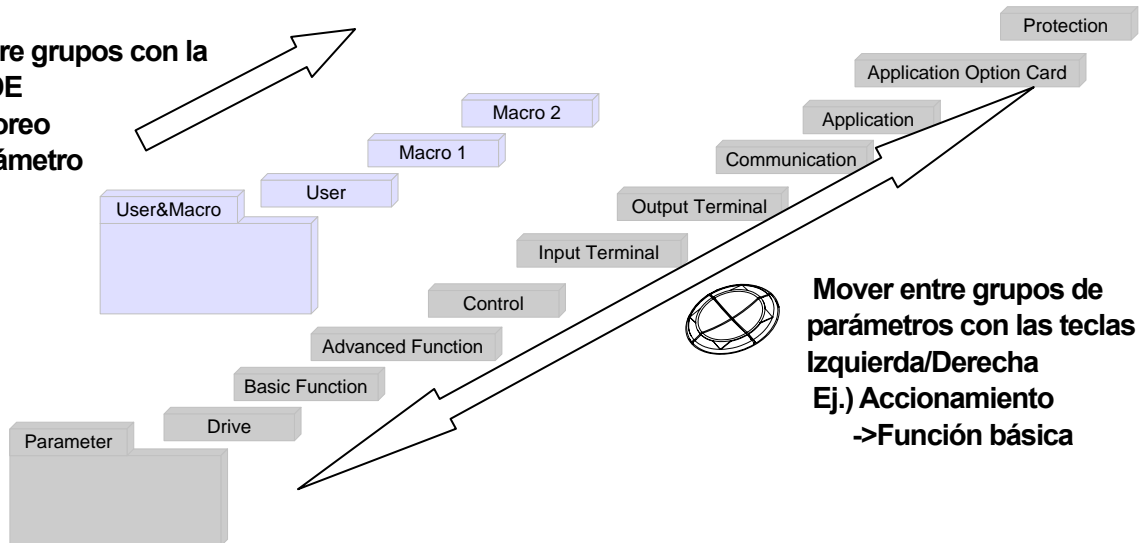 Protection
re grupos con la
DE
oreo
ámetro
Application Option Card
Macro 2
Application
Macro 1
Communication
User
User&Macro
Output Terminal
Input Terminal
Control
Mover entre grupos de
parámetros con las teclas
Izquierda/Derecha
Ej.) Accionamiento
->Función básica
Advanced Function
Basic Function
Drive
Parameter